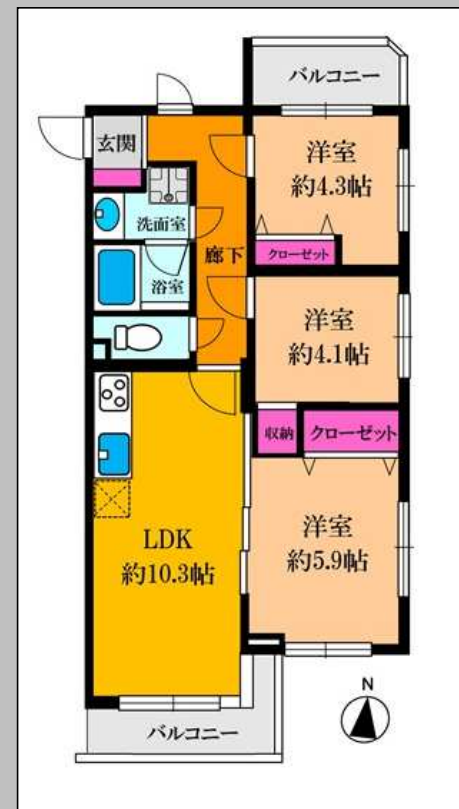 バルコニー
玄関
洋室
約4.3帖
洗面室
廊下
クローゼット
浴室
洋室
約4.1帖
収納
クローゼット
LDK
約10.3帖
洋室
約5.9帖
N
バルコニー